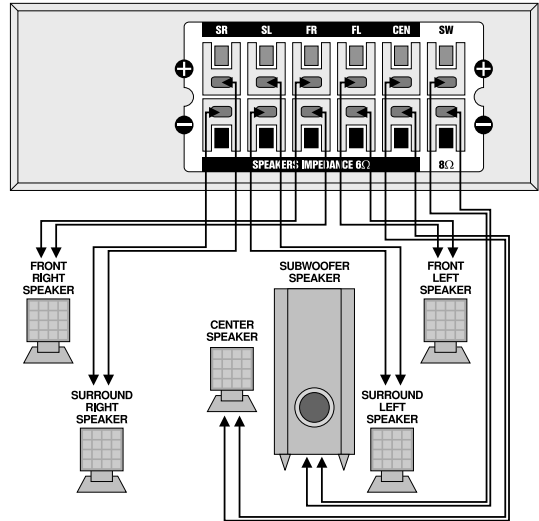 SR SL FR FL CEN SW
+ +
− −
SPEAKERS IMPEDANCE 6Ω 8Ω
FRONT
RIGHT
SPEAKER
SUBWOOFER
SPEAKER
FRONT
LEFT
SPEAKER
CENTER
SPEAKER
SURROUND
RIGHT
SPEAKER
SURROUND
LEFT
SPEAKER